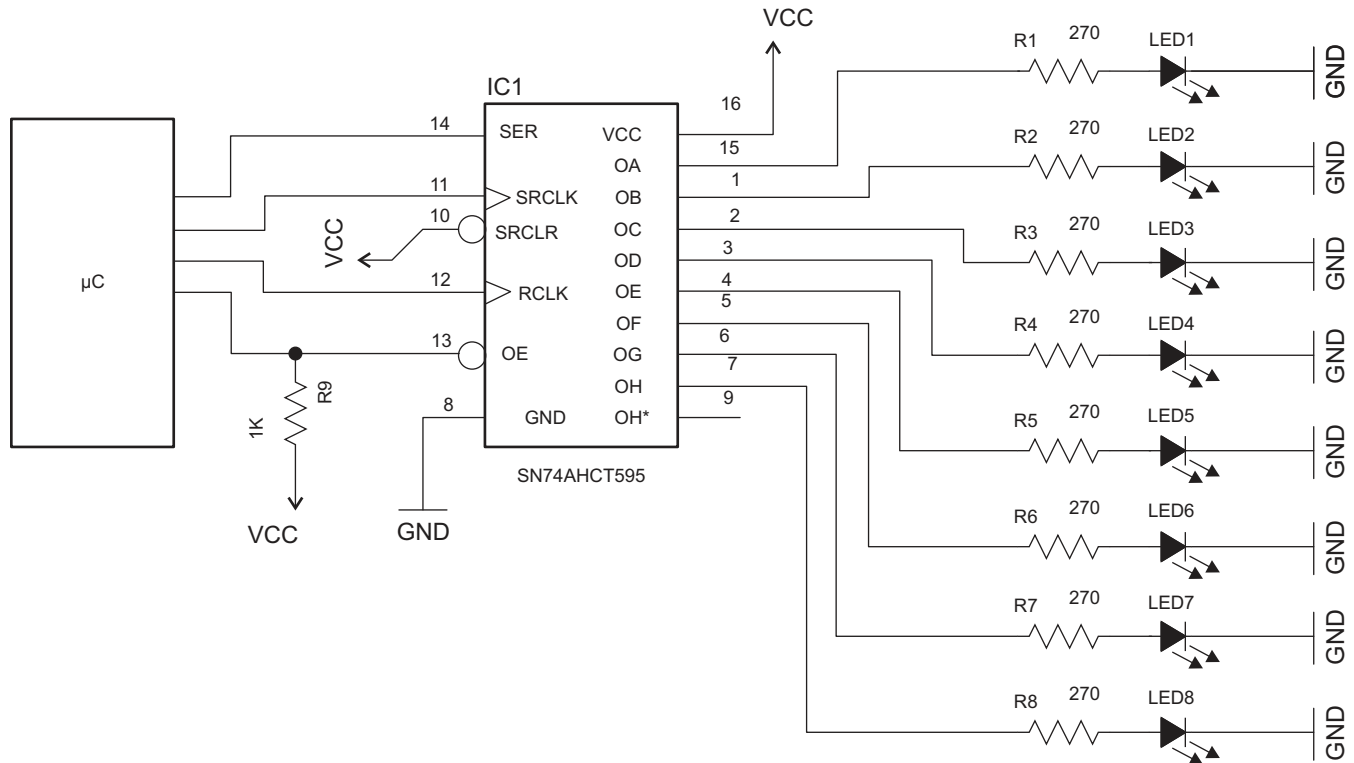 VCC
R1 270 LED1 GND
IC1
16
14 SER VCC
15
OA
R2 270 LED2 GND
1
11 SRCLK OB
2
10 SRCLR OC
VCC
R3 270 LED3 GND
3
OD
µC
4
12 RCLK OE
5
OF
R4 270 LED4 GND
6
13 OE OG
7
OH
R9
1K
9
8 GND OH*
R5 270 LED5 GND
SN74AHCT595
VCC
GND
R6 270 LED6 GND
R7 270 LED7 GND
R8 270 LED8 GND